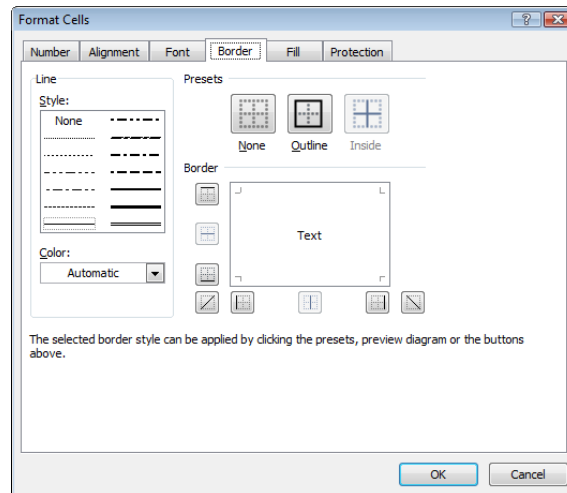 Format Cells
Number Alignment Font Border Fill Protection
Line
Style:
None
Color:
Automatic
Presets
None Outline Inside
Border
Text
The selected border style can be applied by clicking the presets, preview diagram or the buttons
above.
OK Cancel